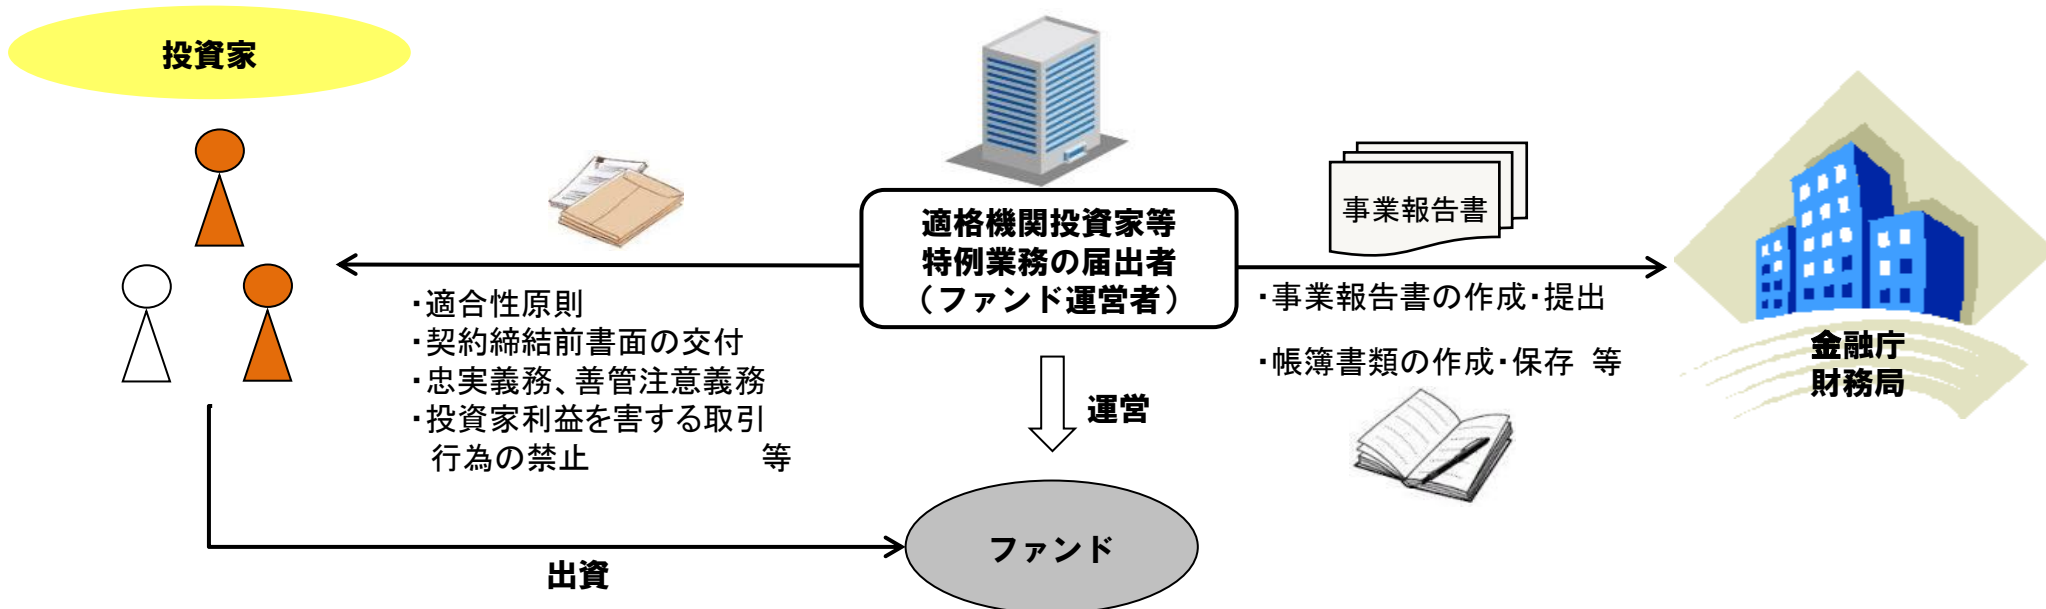 投資家
適格機関投資家等
特例業務の届出者
（ファンド運営者）
事業報告書
・適合性原則
・契約締結前書面の交付
・忠実義務、善管注意義務
・投資家利益を害する取引
行為の禁止　　　　　等
・事業報告書の作成・提出
・帳簿書類の作成・保存 等
金融庁
財務局
運営
ファンド
出資